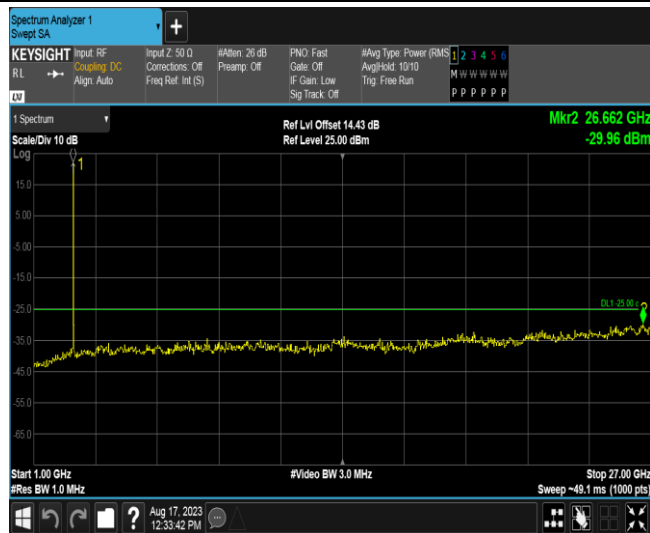 Spectrum Analyzer 1
Swept SA
+
KEYSIGHT
RL
LXI
Input: RF
Coupling: DC
Align: Auto
Input Z: 50 Ω
Corrections: Off
Freq Ref: Int (S)
#Atten: 26 dB
Preamp: Off
PNO: Fast
Gate: Off
IF Gain: Low
Sig Track: Off
#Avg Type: Power (RMS
Avg|Hold: 10/10
Trig: Free Run
1 2 3 4 5 6
M W W W W W
P P P P P P
1 Spectrum
Scale/Div 10 dB
Log
Ref Lvl Offset 14.43 dB
Ref Level 25.00 dBm
Mkr2 26.662 GHz
-29.96 dBm
1
15.0
5.00
-5.00
-15.0
-25.0
DL1 -25.00 c
2
-35.0
-45.0
-55.0
-65.0
Start 1.00 GHz
#Video BW 3.0 MHz
Stop 27.00 GHz
#Res BW 1.0 MHz
Sweep ~49.1 ms (1000 pts)
?
Aug 17, 2023
12:33:42 PM